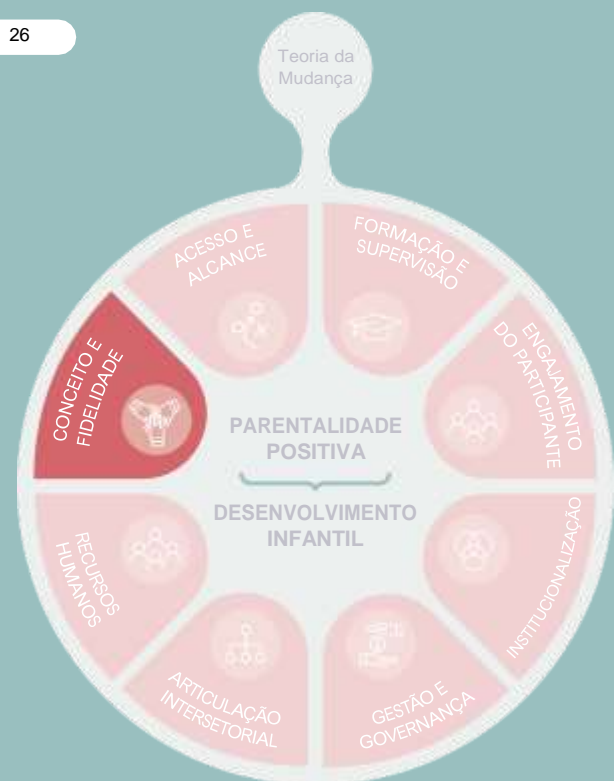 26
Teoria da
Mudança
ACESSO E
ALCANCE
FORMAÇÃO E
SUPERVISÃO
CONCEITO E
FIDELIDADE
ENGAJAMENTO
DO PARTICIPANTE
PARENTALIDADE
POSITIVA
DESENVOLVIMENTO
INFANTIL
RECURSOS
HUMANOS
INSTITUCIONALIZAÇÃO
ARTICULAÇÃO
INTERSETORIAL
GESTÃO E
GOVERNANÇA